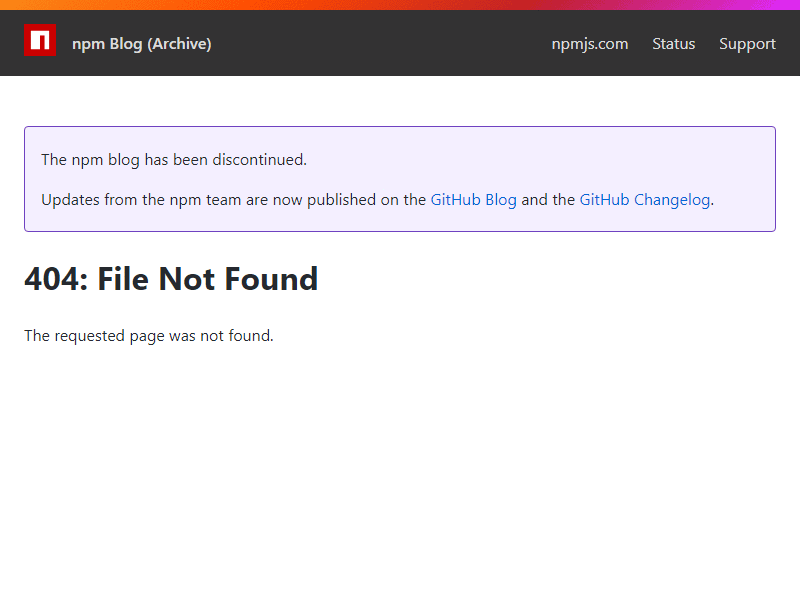 npm Blog (Archive)
npmjs.com Status Support
The npm blog has been discontinued.
Updates from the npm team are now published on the GitHub Blog and the GitHub Changelog.
404: File Not Found
The requested page was not found.